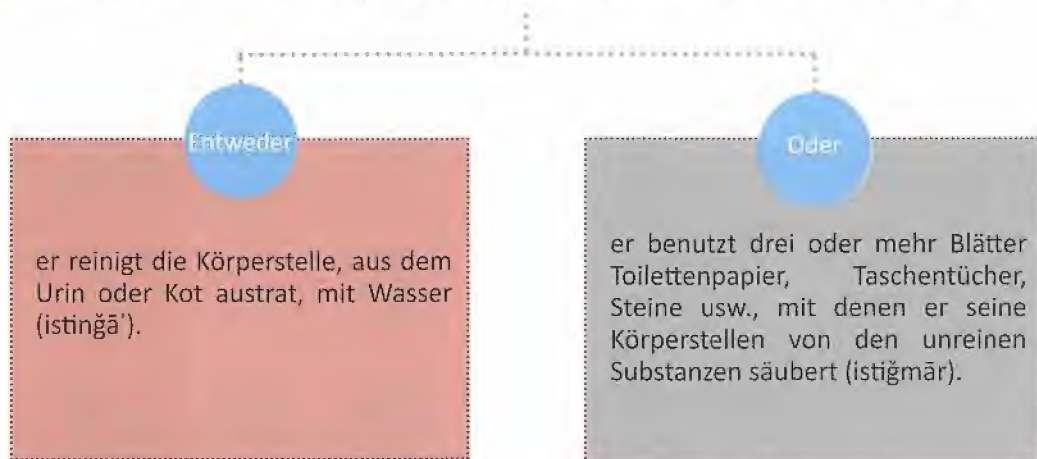 Entweder
er reinigt die Körperstelle, aus dem
Urin oder Kot austrat, mit Wasser
(istinǧāʾ).
Oder
er benutzt drei oder mehr Blätter
Toilettenpapier, Taschentücher,
Steine usw., mit denen er seine
Körperstellen von den unreinen
Substanzen säubert (istiǧmār).